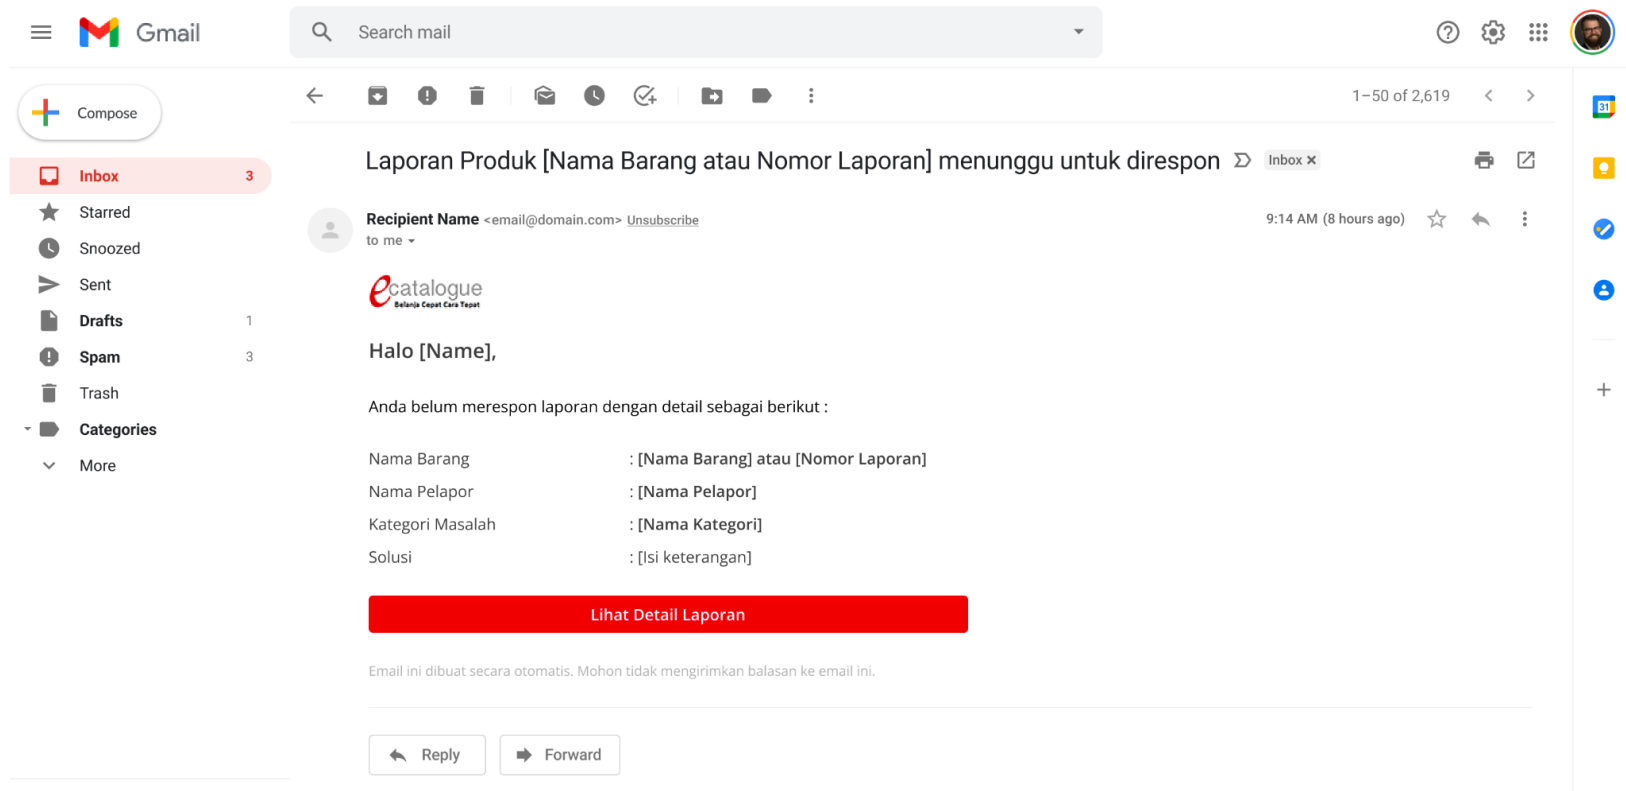 Gmail
Search mail
Compose
1–50 of 2,619
Inbox 3
Starred
Snoozed
Sent
Drafts 1
Spam 3
Trash
Categories
More
Laporan Produk [Nama Barang atau Nomor Laporan] menunggu untuk direspon
Inbox ×
Recipient Name <email@domain.com> Unsubscribe
9:14 AM (8 hours ago)
to me
ecatalogue
Belanja Cepat Cara Tepat
Halo [Name],
Anda belum merespon laporan dengan detail sebagai berikut :
Nama Barang : [Nama Barang] atau [Nomor Laporan]
Nama Pelapor : [Nama Pelapor]
Kategori Masalah : [Nama Kategori]
Solusi : [Isi keterangan]
Lihat Detail Laporan
Email ini dibuat secara otomatis. Mohon tidak mengirimkan balasan ke email ini.
Reply
Forward
31